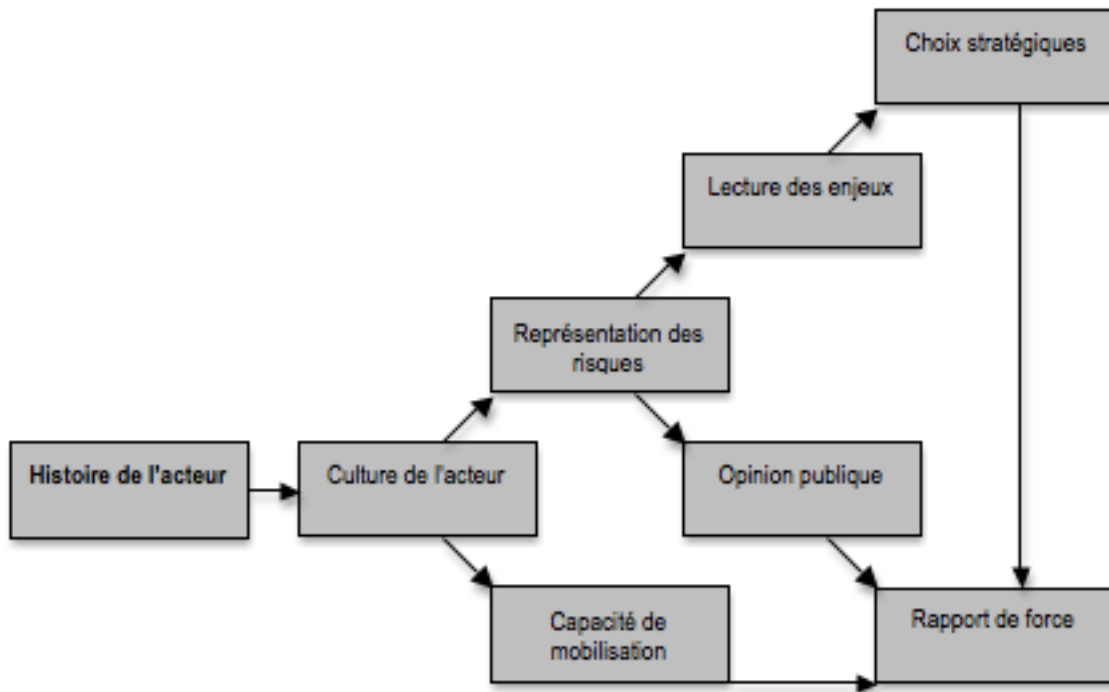 Choix stratégiques
Lecture des enjeux
Représentation des
risques
Histoire de l'acteur
Culture de l'acteur
Opinion publique
Capacité de
mobilisation
Rapport de force